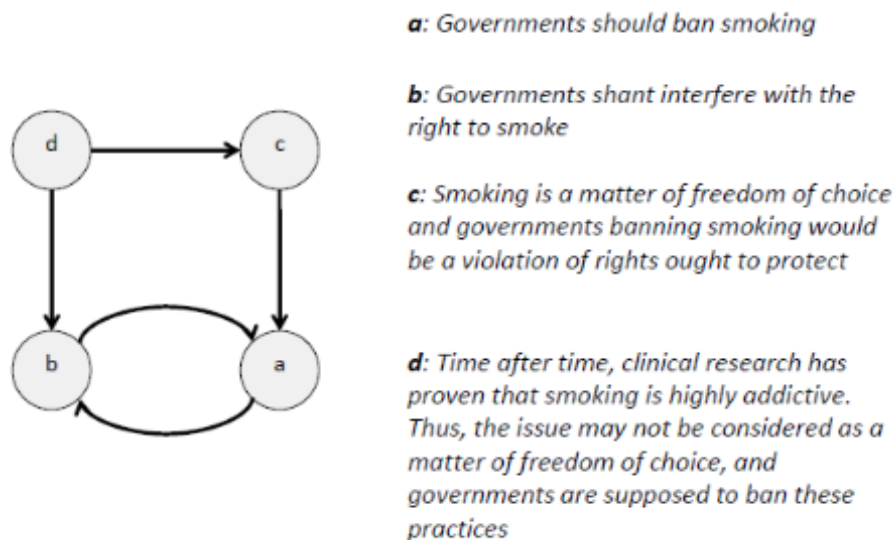 a: Governments should ban smoking
b: Governments shant interfere with the
right to smoke
d
c
c: Smoking is a matter of freedom of choice
and governments banning smoking would
be a violation of rights ought to protect
b
a
d: Time after time, clinical research has
proven that smoking is highly addictive.
Thus, the issue may not be considered as a
matter of freedom of choice, and
governments are supposed to ban these
practices